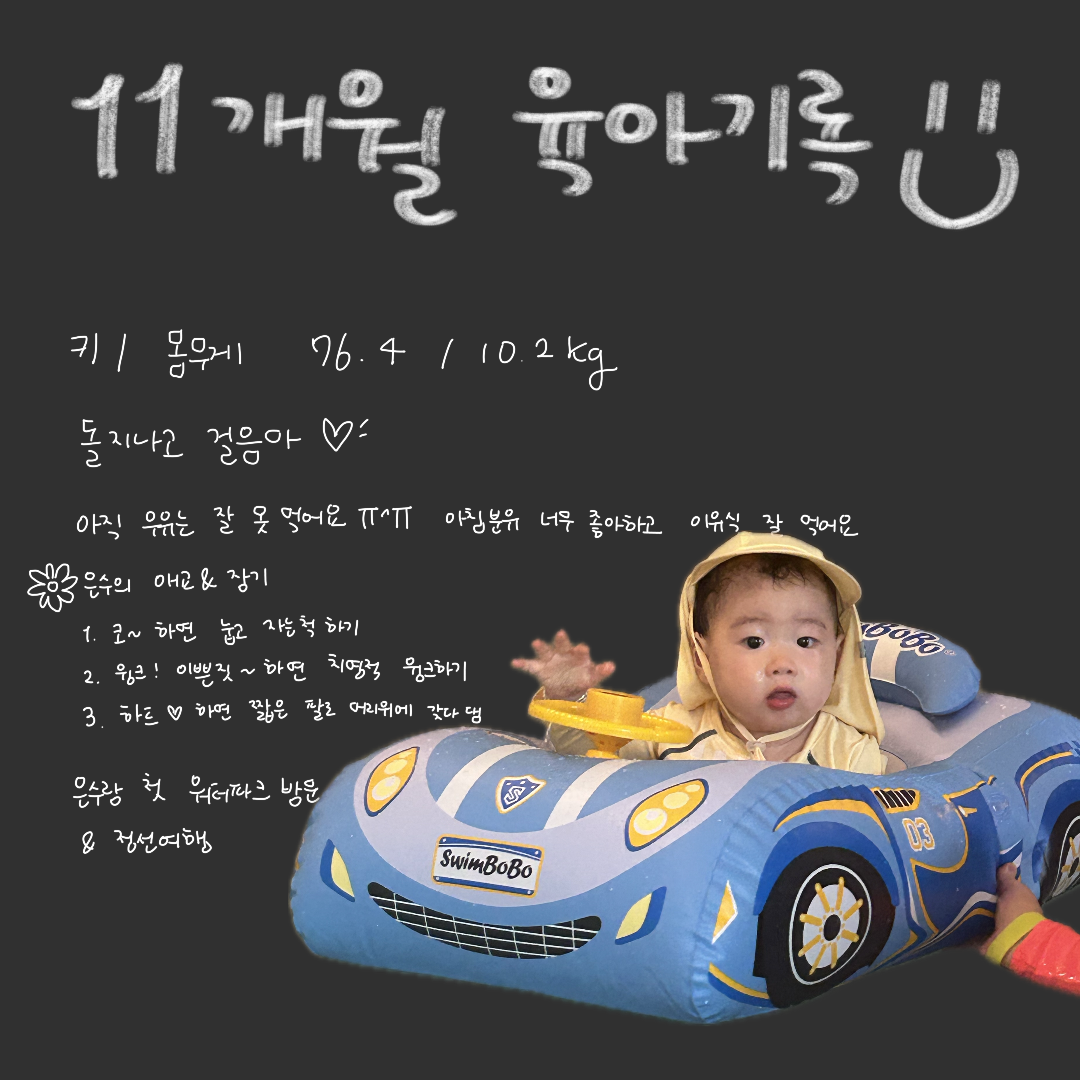 11개월 육아기록
키 / 몸무게 76.4 / 10.2kg
돌지나고 걸음마 ♡
아직 우유는 잘 못 먹어요 ㅠ^ㅠ 아침분유 너무 좋아하고 이유식 잘 먹어요
은수의 애교 & 장기
1. 코~ 하면 눕고 자는척 하기
2. 윙크! 이쁜짓~하면 치명적 윙크하기
3. 하트 ♡ 하면 짧은 팔로 머리위에 갖다 댐
은수랑 첫 워터파크 방문
& 정선여행
BoBo
S
SwimBoBo
03